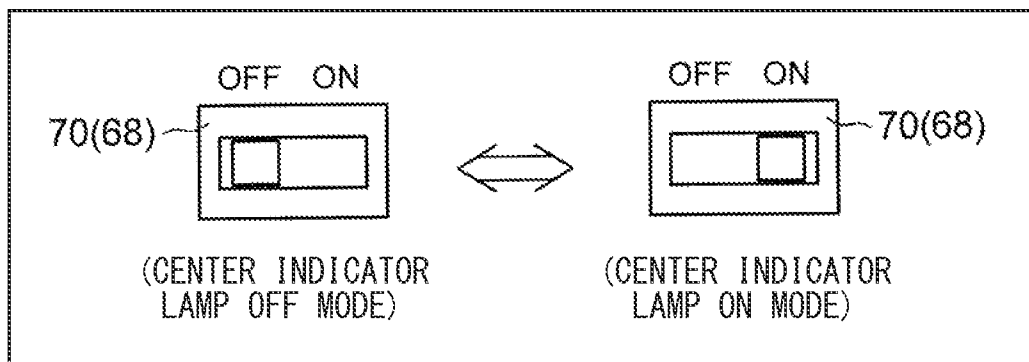 OFF ON
OFF ON
70(68)
70(68)
(CENTER INDICATOR
LAMP OFF MODE)
(CENTER INDICATOR
LAMP ON MODE)